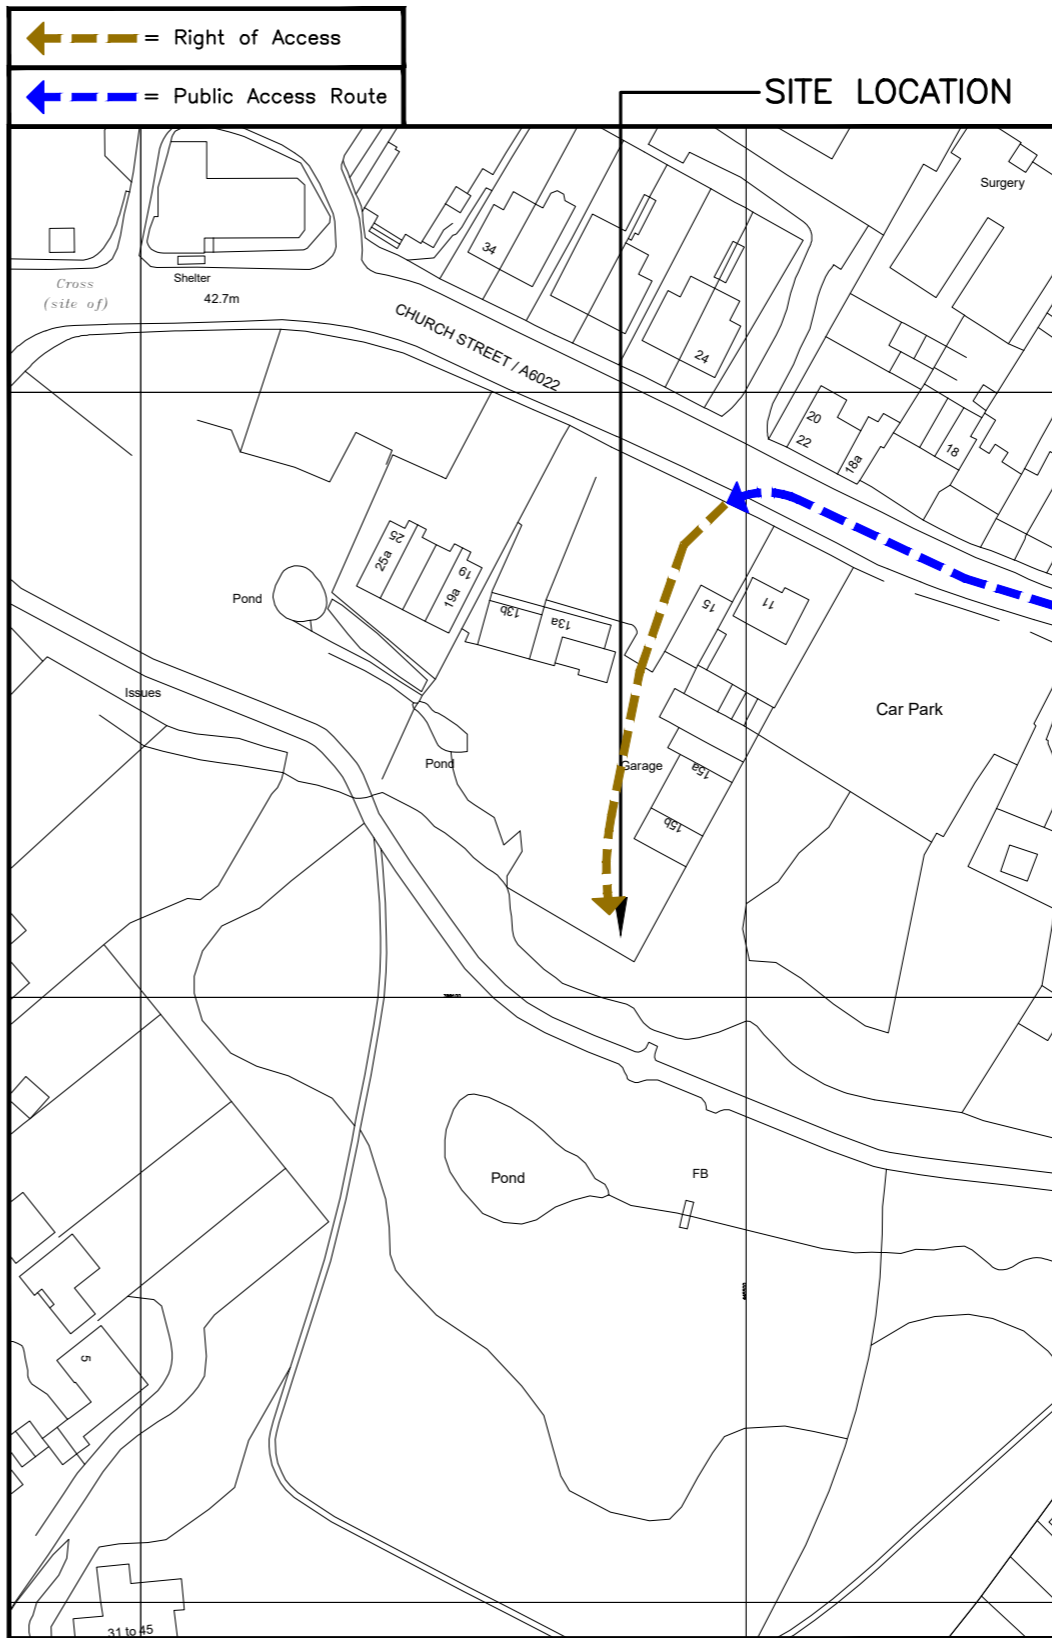 = Right of Access
= Public Access Route
SITE LOCATION
Surgery
34
Cross
(site of)
Shelter
42.7m
CHURCH STREET / A6022
24
20
22
18a
18
25
25a
19
19a
Pond
13b
13a
15
11
Issues
Car Park
Pond
Garage
15a
15b
Pond
FB
5
31 to 45